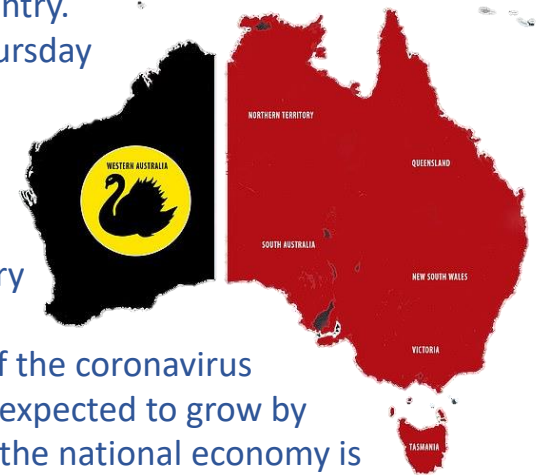 ntry.
ursday
NORTHERN TERRITORY
WESTERN AUSTRALIA
QUEENSLAND
SOUTH AUSTRALIA
ry
NEW SOUTH WALES
VICTORIA
f the coronavirus
expected to grow by
the national economy is
TASMANIA